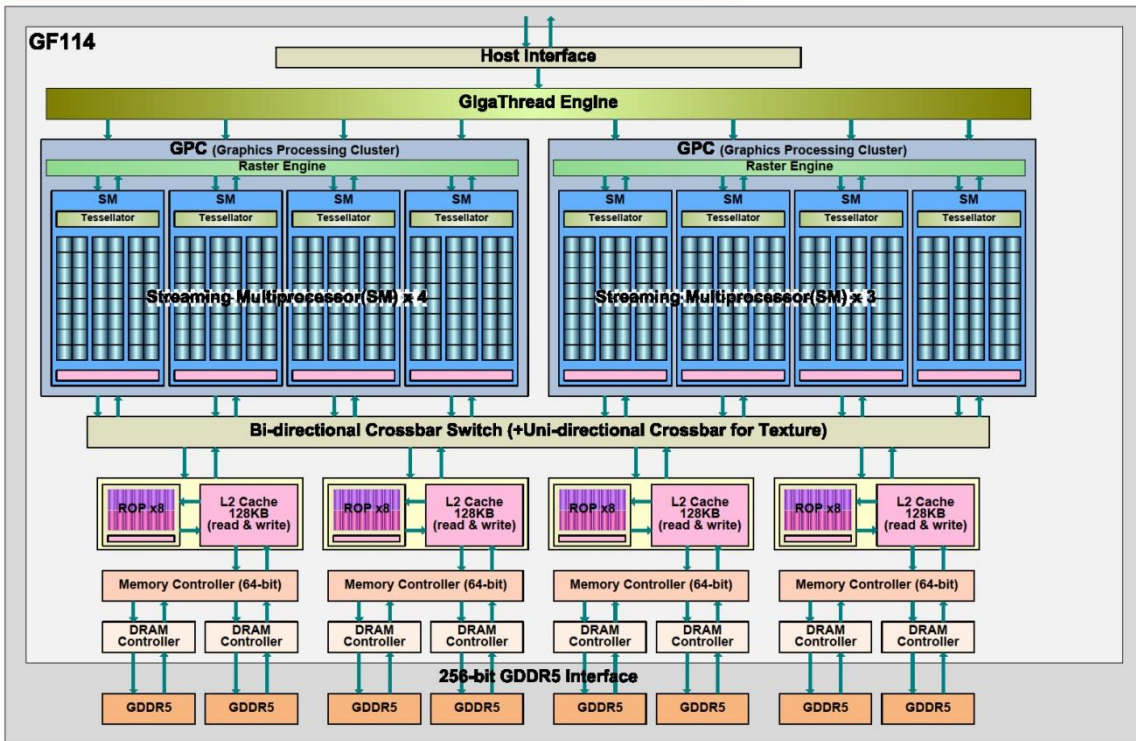 GF114
Host Interface
GigaThread Engine
GPC (Graphics Processing Cluster)
Raster Engine
SM
Tessellator
SM
Tessellator
SM
Tessellator
SM
Tessellator
Streaming Multiprocessor(SM) x 4
GPC (Graphics Processing Cluster)
Raster Engine
SM
Tessellator
SM
Tessellator
SM
Tessellator
SM
Tessellator
Streaming Multiprocessor(SM) x 3
Bi-directional Crossbar Switch (+Uni-directional Crossbar for Texture)
ROP x8
L2 Cache
128KB
(read & write)
ROP x8
L2 Cache
128KB
(read & write)
ROP x8
L2 Cache
128KB
(read & write)
ROP x8
L2 Cache
128KB
(read & write)
Memory Controller (64-bit)
Memory Controller (64-bit)
Memory Controller (64-bit)
Memory Controller (64-bit)
DRAM
Controller
DRAM
Controller
DRAM
Controller
DRAM
Controller
DRAM
Controller
DRAM
Controller
DRAM
Controller
DRAM
Controller
256-bit GDDR5 Interface
GDDR5
GDDR5
GDDR5
GDDR5
GDDR5
GDDR5
GDDR5
GDDR5